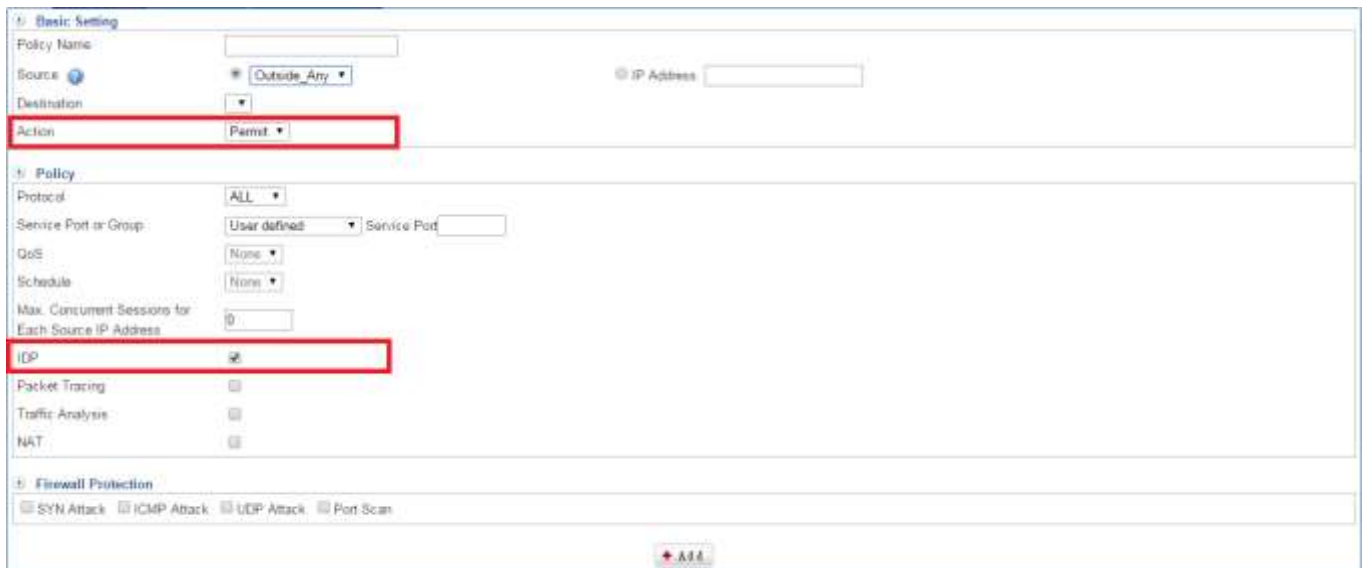 Basic Setting
Policy Name
Source Outside_Any IP Address
Destination
Action Permit
Policy
Protocol ALL
Service Port or Group User defined Service Port
QoS None
Schedule None
Max. Concurrent Sessions for
Each Source IP Address 0
IDP
Packet Tracing
Traffic Analysis
NAT
Firewall Protection
SYN Attack ICMP Attack UDP Attack Port Scan
Add